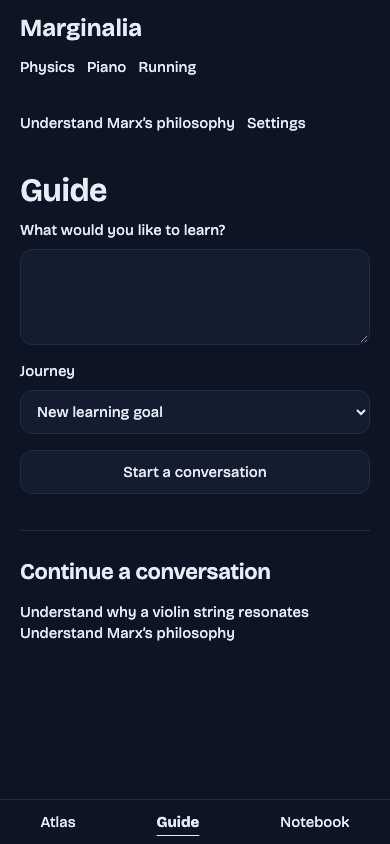 Marginalia
Physics Piano Running
Understand Marx's philosophy Settings
Guide
What would you like to learn?
Journey
New learning goal
Start a conversation
Continue a conversation
Understand why a violin string resonates
Understand Marx's philosophy
Atlas Guide Notebook